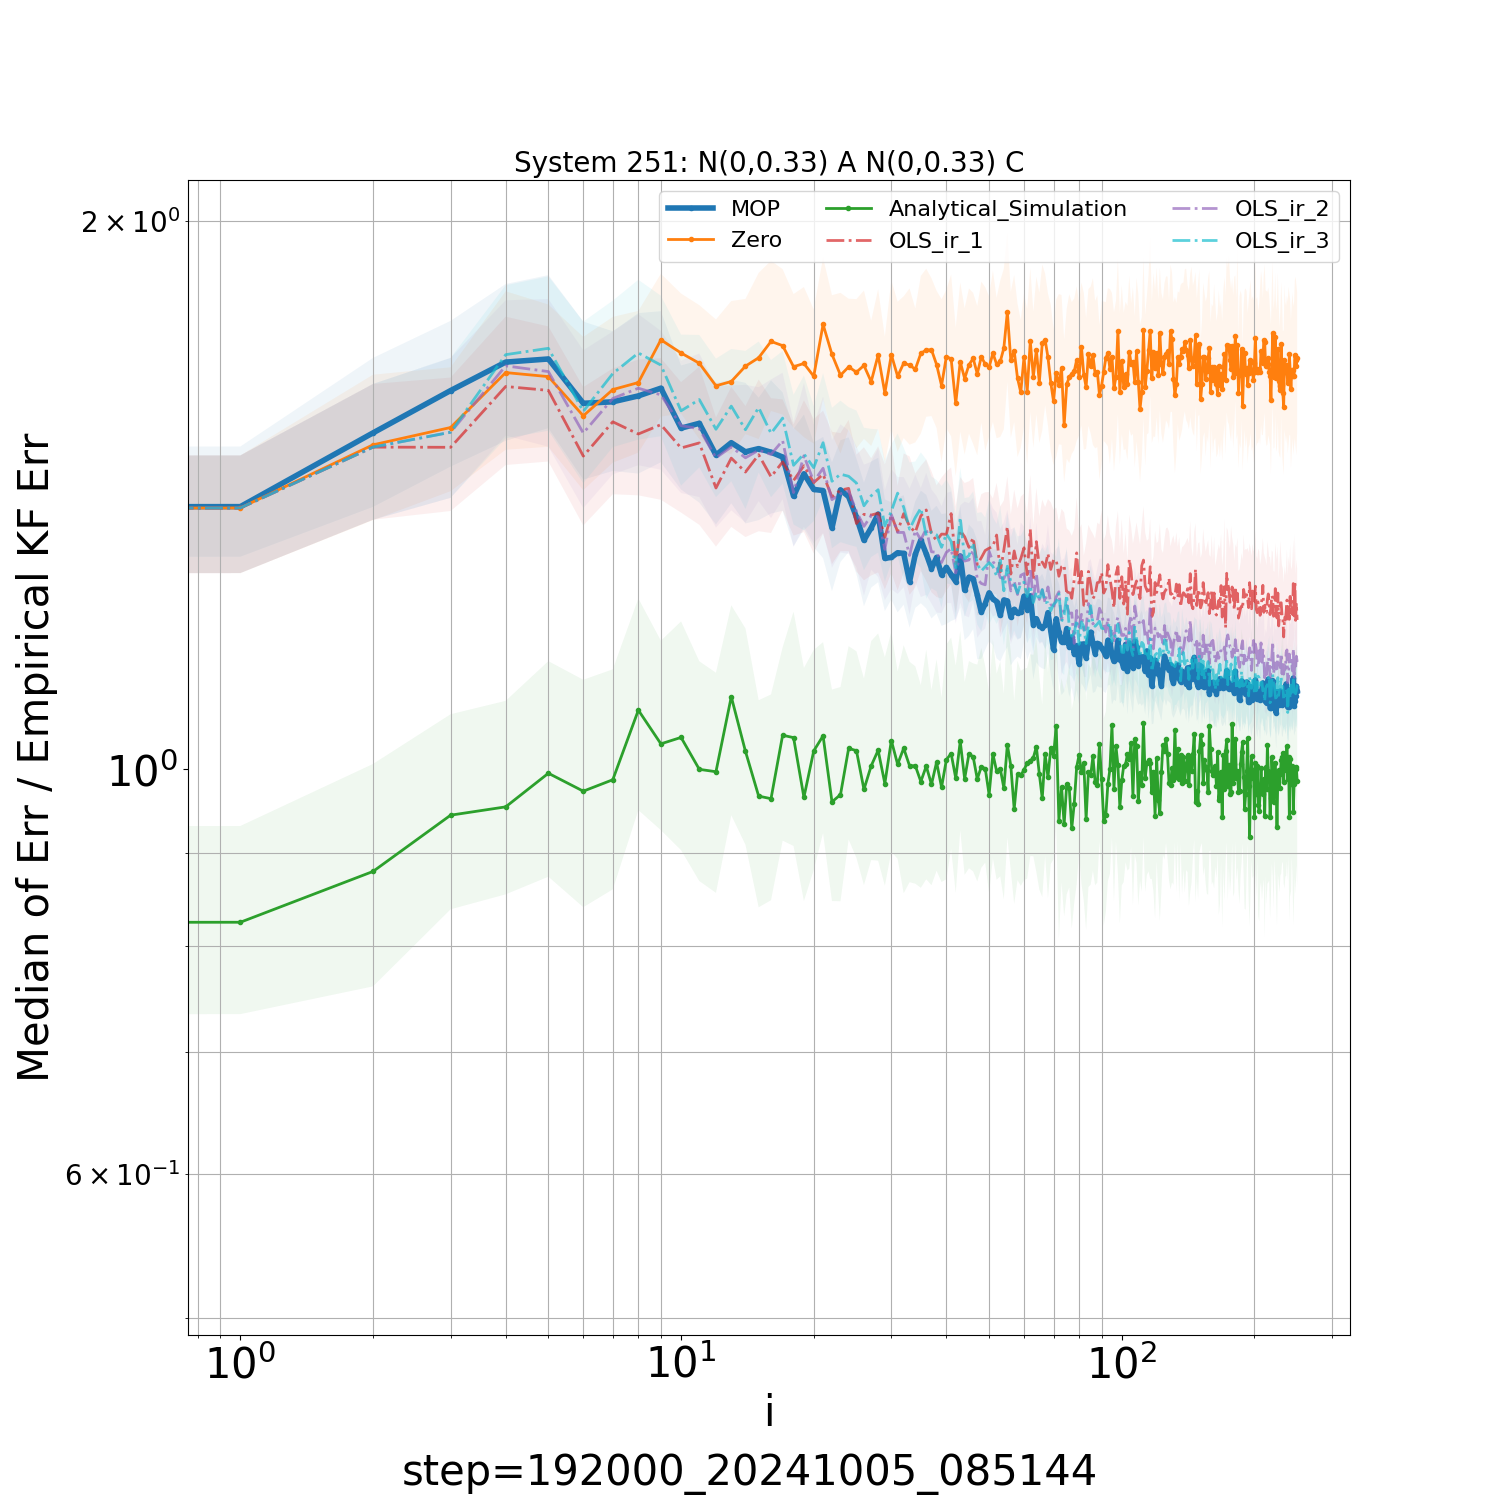 System 251: N(0,0.33) A N(0,0.33) C
MOP
Zero
Analytical_Simulation
OLS_ir_1
OLS_ir_2
OLS_ir_3
2 × 10⁰
10⁰
6 × 10⁻¹
Median of Err / Empirical KF Err
10⁰ 10¹ 10²
i
step=192000_20241005_085144